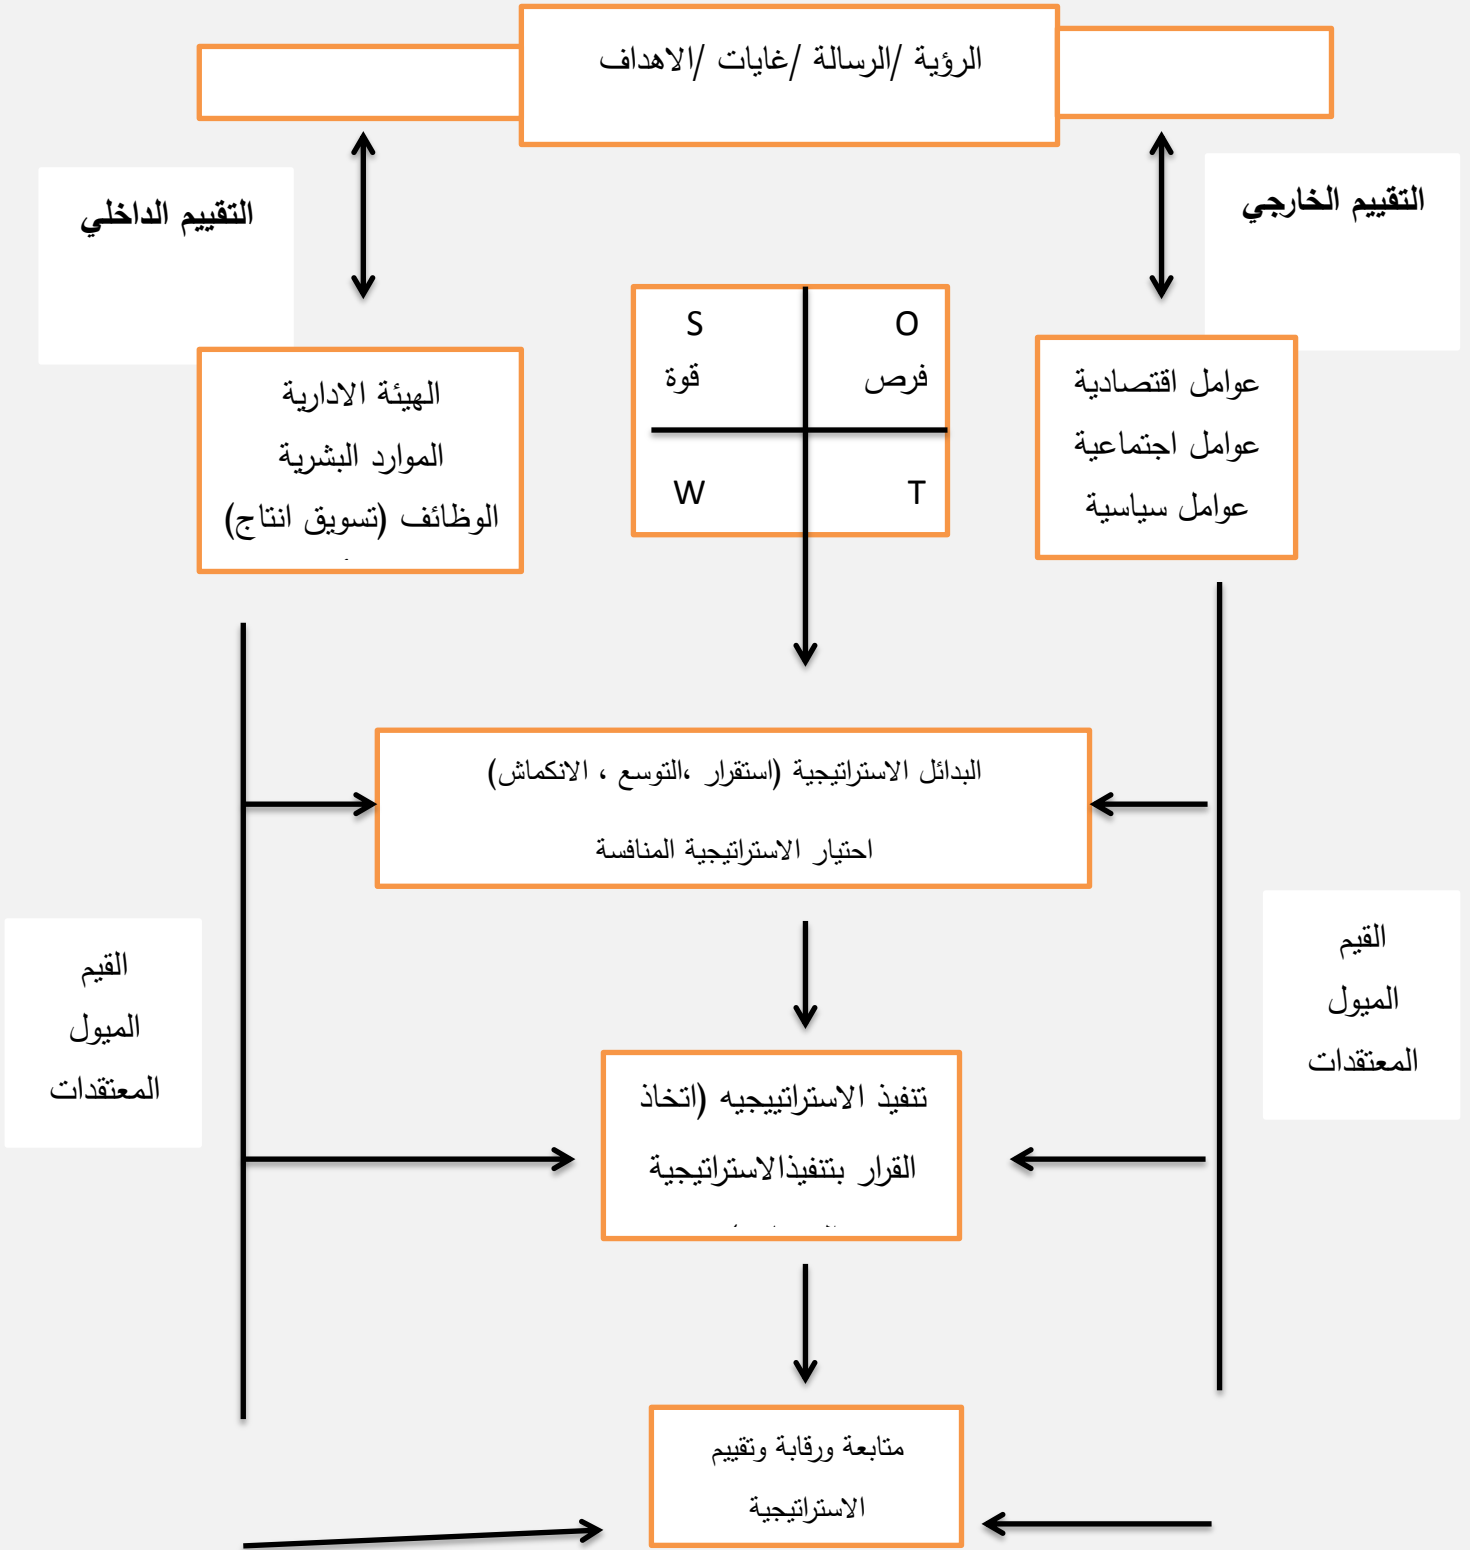 الرؤية /الرسالة /غايات /الاهداف
التقييم الخارجي
التقييم الداخلي
عوامل اقتصادية
عوامل اجتماعية
عوامل سياسية
O
فرص
S
قوة
T
W
الهيئة الادارية
الموارد البشرية
الوظائف (تسويق انتاج)
البدائل الاستراتيجية (استقرار ،التوسع ، الانكماش)
احتيار الاستراتيجية المنافسة
القيم
الميول
المعتقدات
القيم
الميول
المعتقدات
تنفيذ الاستراتييجيه (اتخاذ
القرار بتنفيذالاستراتيجية
متابعة ورقابة وتقييم
الاستراتيجية